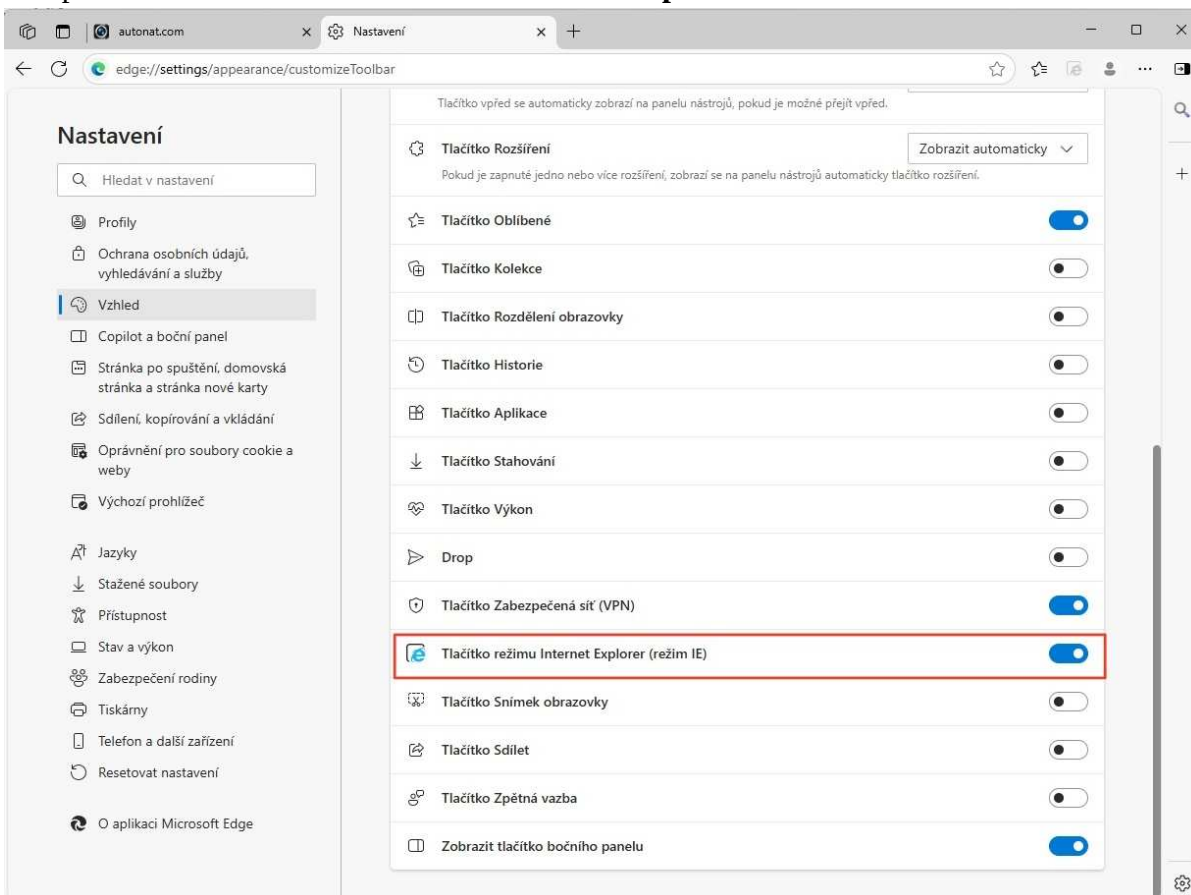 autonat.com
Nastavení
edge://settings/appearance/customizeToolbar
Nastavení
Hledat v nastavení
Profily
Ochrana osobních údajů,
vyhledávání a služby
Vzhled
Copilot a boční panel
Stránka po spuštění, domovská
stránka a stránka nové karty
Sdílení, kopírování a vkládání
Oprávnění pro soubory cookie a
weby
Výchozí prohlížeč
Jazyky
Stažené soubory
Přístupnost
Stav a výkon
Zabezpečení rodiny
Tiskárny
Telefon a další zařízení
Resetovat nastavení
O aplikaci Microsoft Edge
Tlačítko vpřed se automaticky zobrazí na panelu nástrojů, pokud je možné přejít vpřed.
Tlačítko Rozšíření
Zobrazit automaticky
Pokud je zapnuté jedno nebo více rozšíření, zobrazí se na panelu nástrojů automaticky tlačítko rozšíření.
Tlačítko Oblíbené
Tlačítko Kolekce
Tlačítko Rozdělení obrazovky
Tlačítko Historie
Tlačítko Aplikace
Tlačítko Stahování
Tlačítko Výkon
Drop
Tlačítko Zabezpečená síť (VPN)
Tlačítko režimu Internet Explorer (režim IE)
Tlačítko Snímek obrazovky
Tlačítko Sdílet
Tlačítko Zpětná vazba
Zobrazit tlačítko bočního panelu